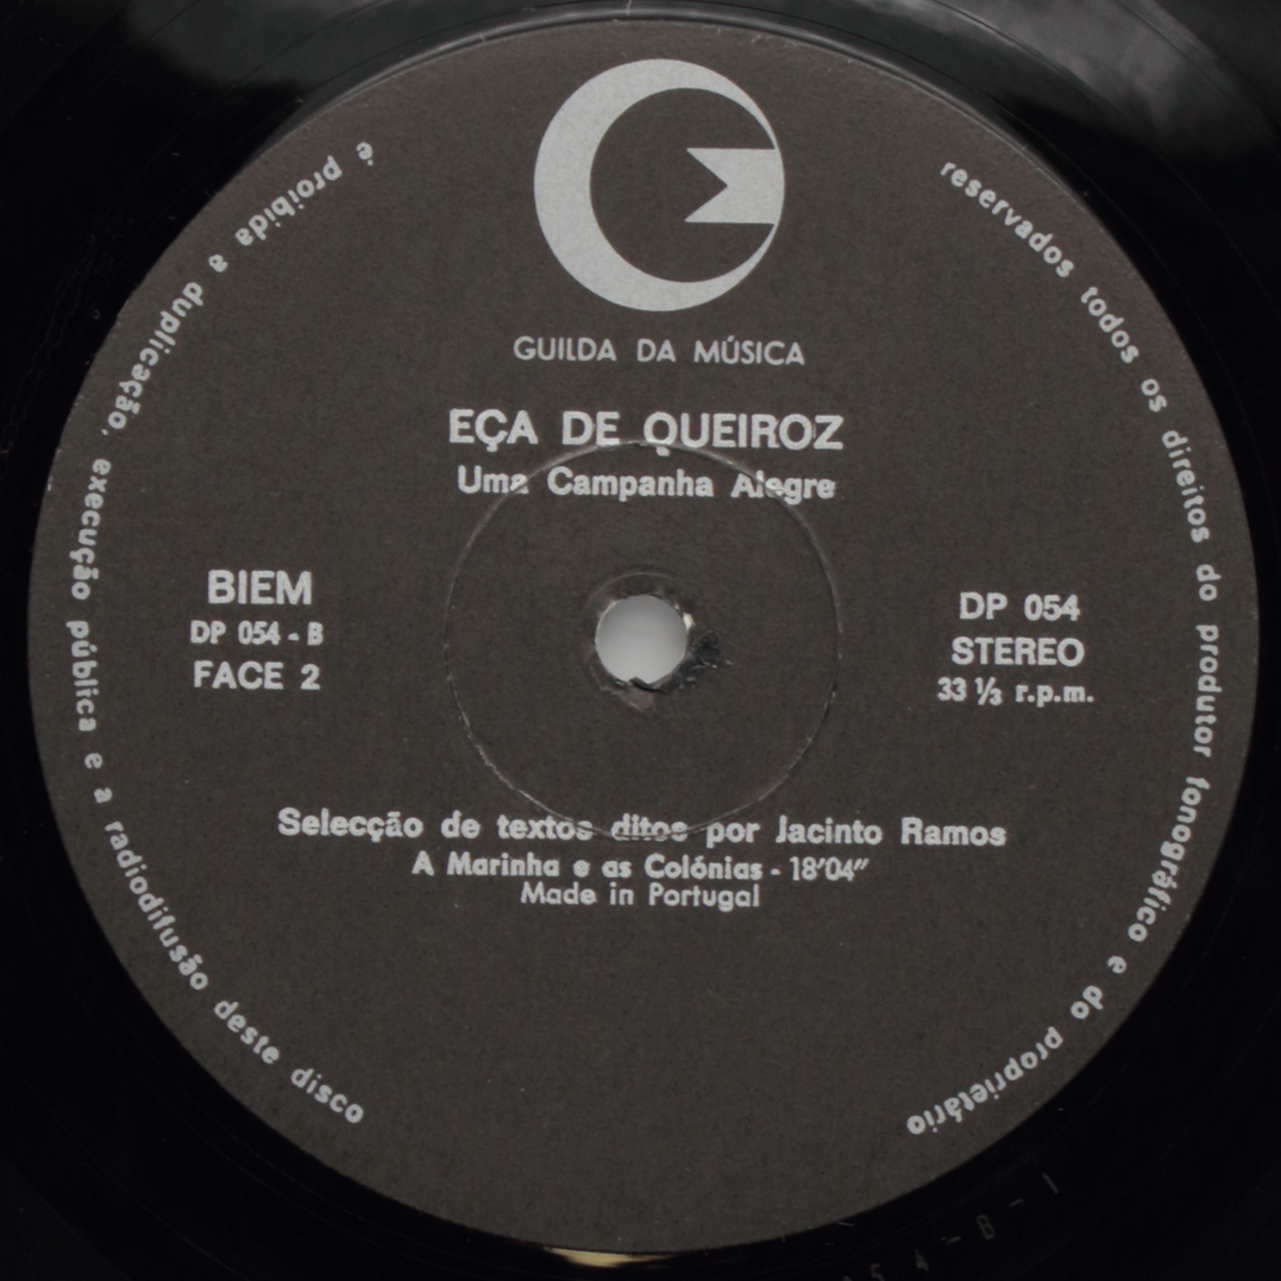 GUILDA DA MÚSICA
EÇA DE QUEIROZ
Uma Campanha Alegre
BIEM
DP 054 - B
FACE 2
DP 054
STEREO
33 ⅓ r.p.m.
Selecção de textos ditos por Jacinto Ramos
A Marinha e as Colónias - 18'04"
Made in Portugal
reservados todos os direitos do produtor fonográfico e do proprietário
é proibida a duplicação, execução pública e a radiodifusão deste disco
54-B-1